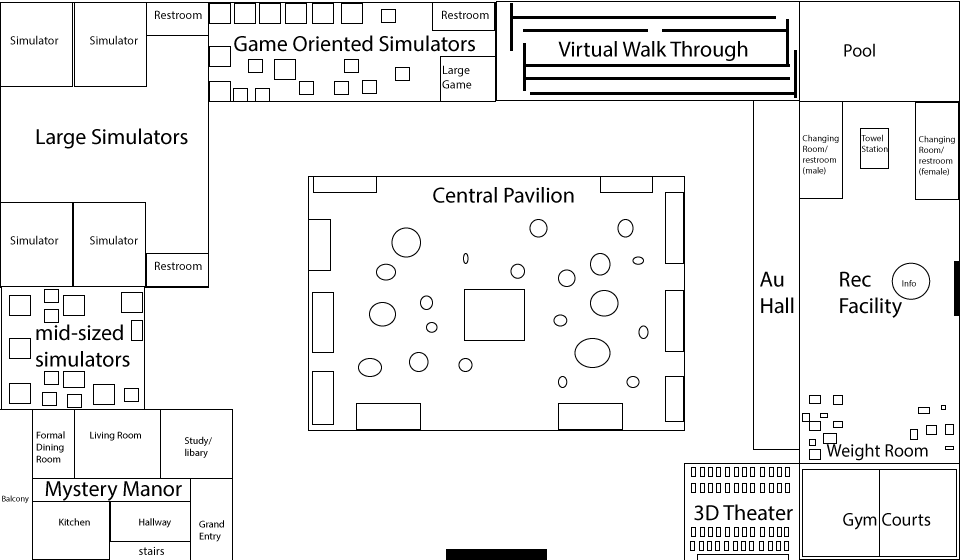 Restroom
Restroom
Simulator
Simulator
Game Oriented Simulators
Virtual Walk Through
Pool
Large
Game
Large Simulators
Changing
Room/
restroom
(male)
Towel
Station
Changing
Room/
restroom
(female)
Central Pavilion
Simulator
Simulator
Restroom
Au
Hall
Rec
Facility
Info
mid-sized
simulators
Formal
Dining
Room
Living Room
Study/
libary
Weight Room
Balcony
Mystery Manor
Kitchen
Hallway
Grand
Entry
stairs
3D Theater
Gym Courts